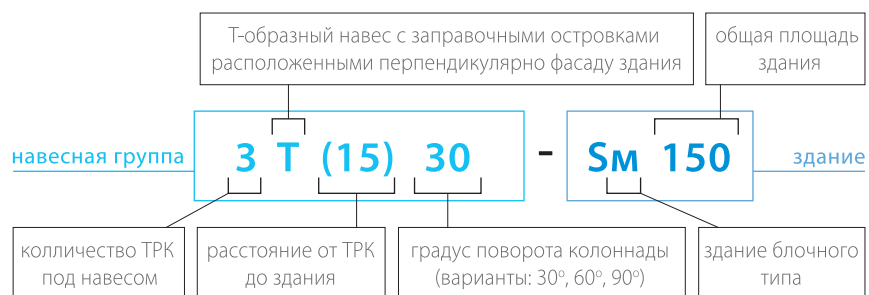 Т-образный навес с заправочными островками
расположенными перпендикулярно фасаду здания
общая площадь
здания
навесная группа
3 Т (15) 30 - Sм 150
здание
колличество ТРК
под навесом
расстояние от ТРК
до здания
градус поворота колоннады
(варианты: 30º, 60º, 90º)
здание блочного
типа